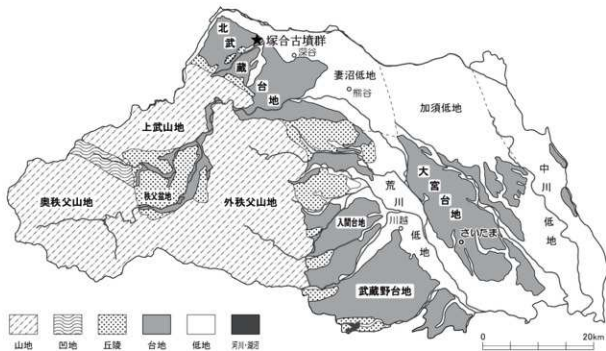 北武蔵台地
★塚合古墳群
深谷
妻沼低地
熊谷
加須低地
上武山地
秩父盆地
奥秩父山地
外秩父山地
大宮台地
中川低地
荒川低地
川越
入間台地
さいたま
武蔵野台地
山地 凹地 丘陵 台地 低地 河川・湖沼
0 20km